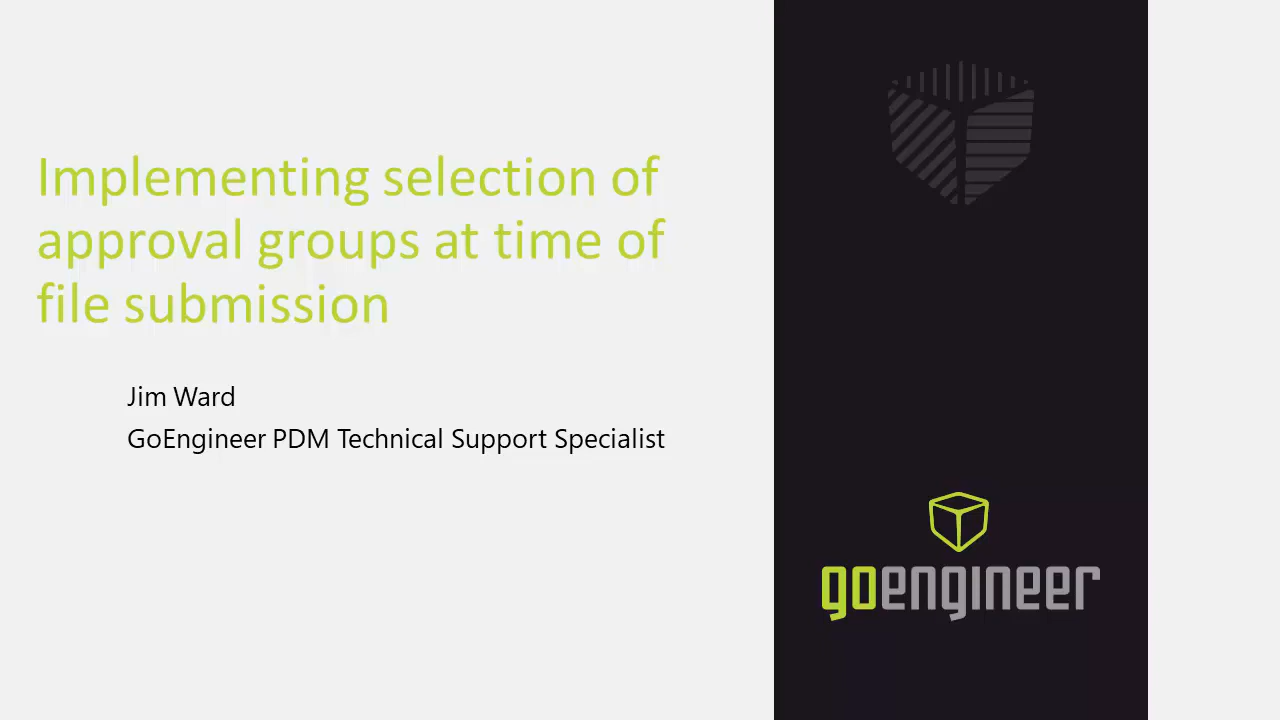 Implementing selection of
approval groups at time of
file submission
Jim Ward
GoEngineer PDM Technical Support Specialist
goengineer